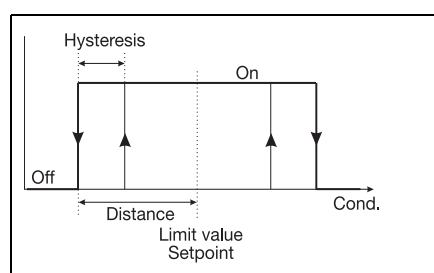 Hysteresis
On
Off
Cond.
Distance
Limit value
Setpoint